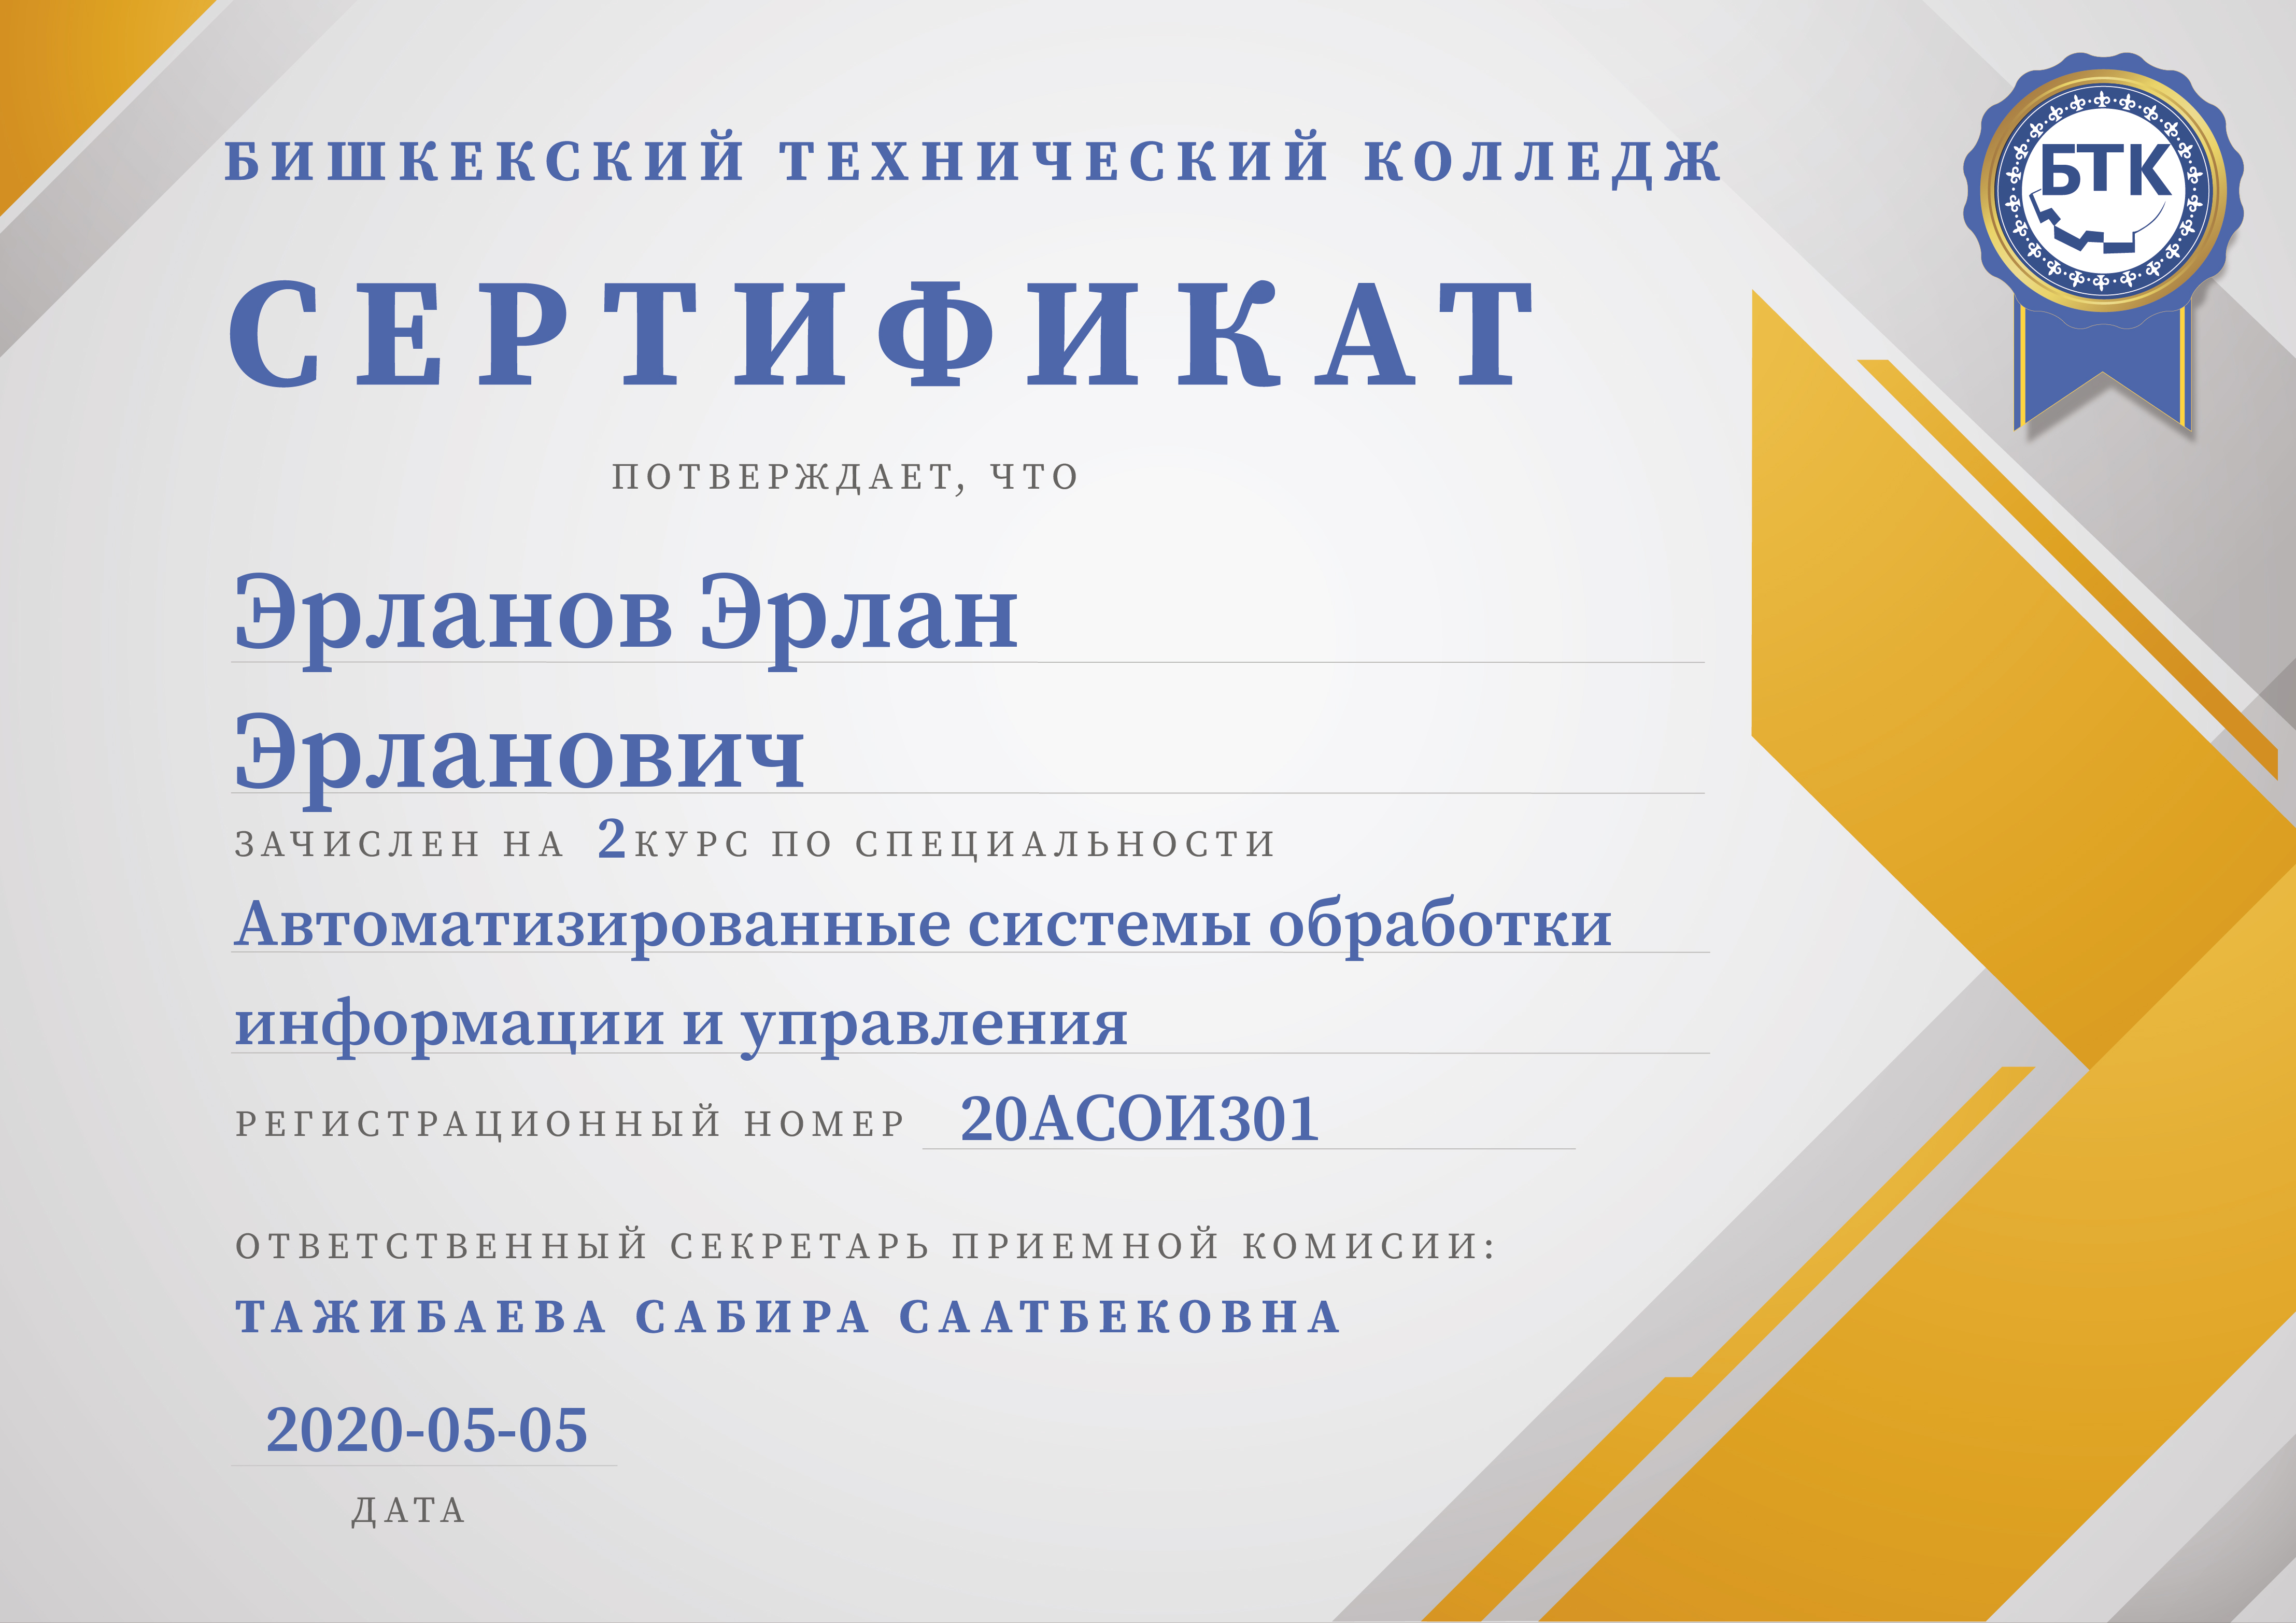 БИШКЕКСКИЙ ТЕХНИЧЕСКИЙ КОЛЛЕДЖ
БТК
СЕРТИФИКАТ
ПОТВЕРЖДАЕТ, ЧТО
Эрланов Эрлан
Эрланович
ЗАЧИСЛЕН НА 2 КУРС ПО СПЕЦИАЛЬНОСТИ
Автоматизированные системы обработки
информации и управления
РЕГИСТРАЦИОННЫЙ НОМЕР 20АСОИ301
ОТВЕТСТВЕННЫЙ СЕКРЕТАРЬ ПРИЕМНОЙ КОМИСИИ:
ТАЖИБАЕВА САБИРА СААТБЕКОВНА
2020-05-05
ДАТА